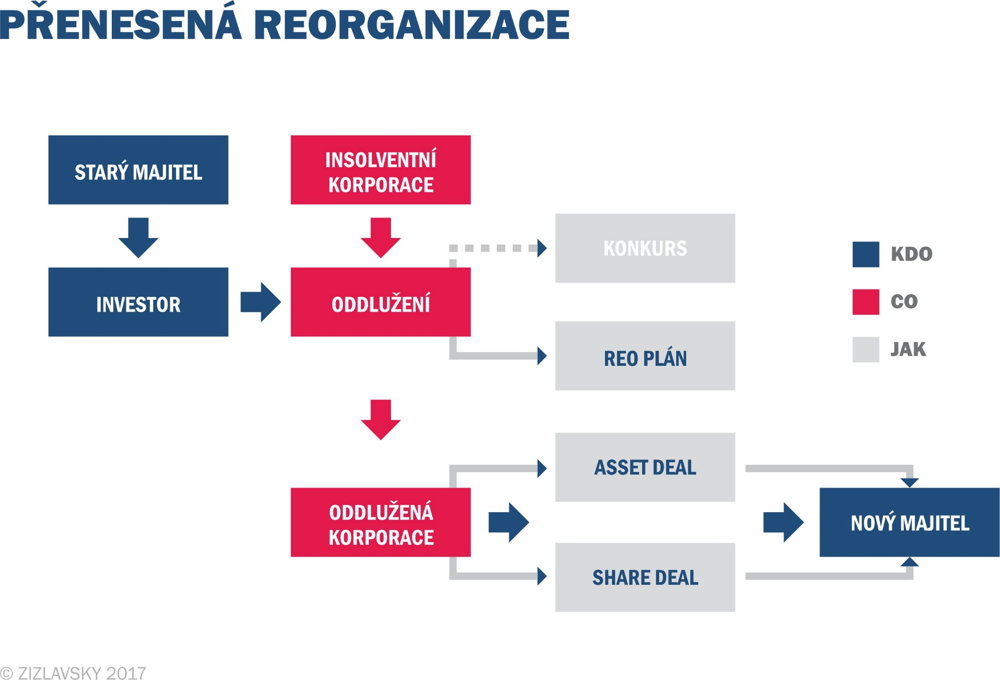 PŘENESENÁ REORGANIZACE
STARÝ MAJITEL
INSOLVENTNÍ
KORPORACE
KONKURS
KDO
INVESTOR
ODDLUŽENÍ
CO
REO PLÁN
JAK
ASSET DEAL
ODDLUŽENÁ
KORPORACE
NOVÝ MAJITEL
SHARE DEAL
© ZIZLAVSKY 2017